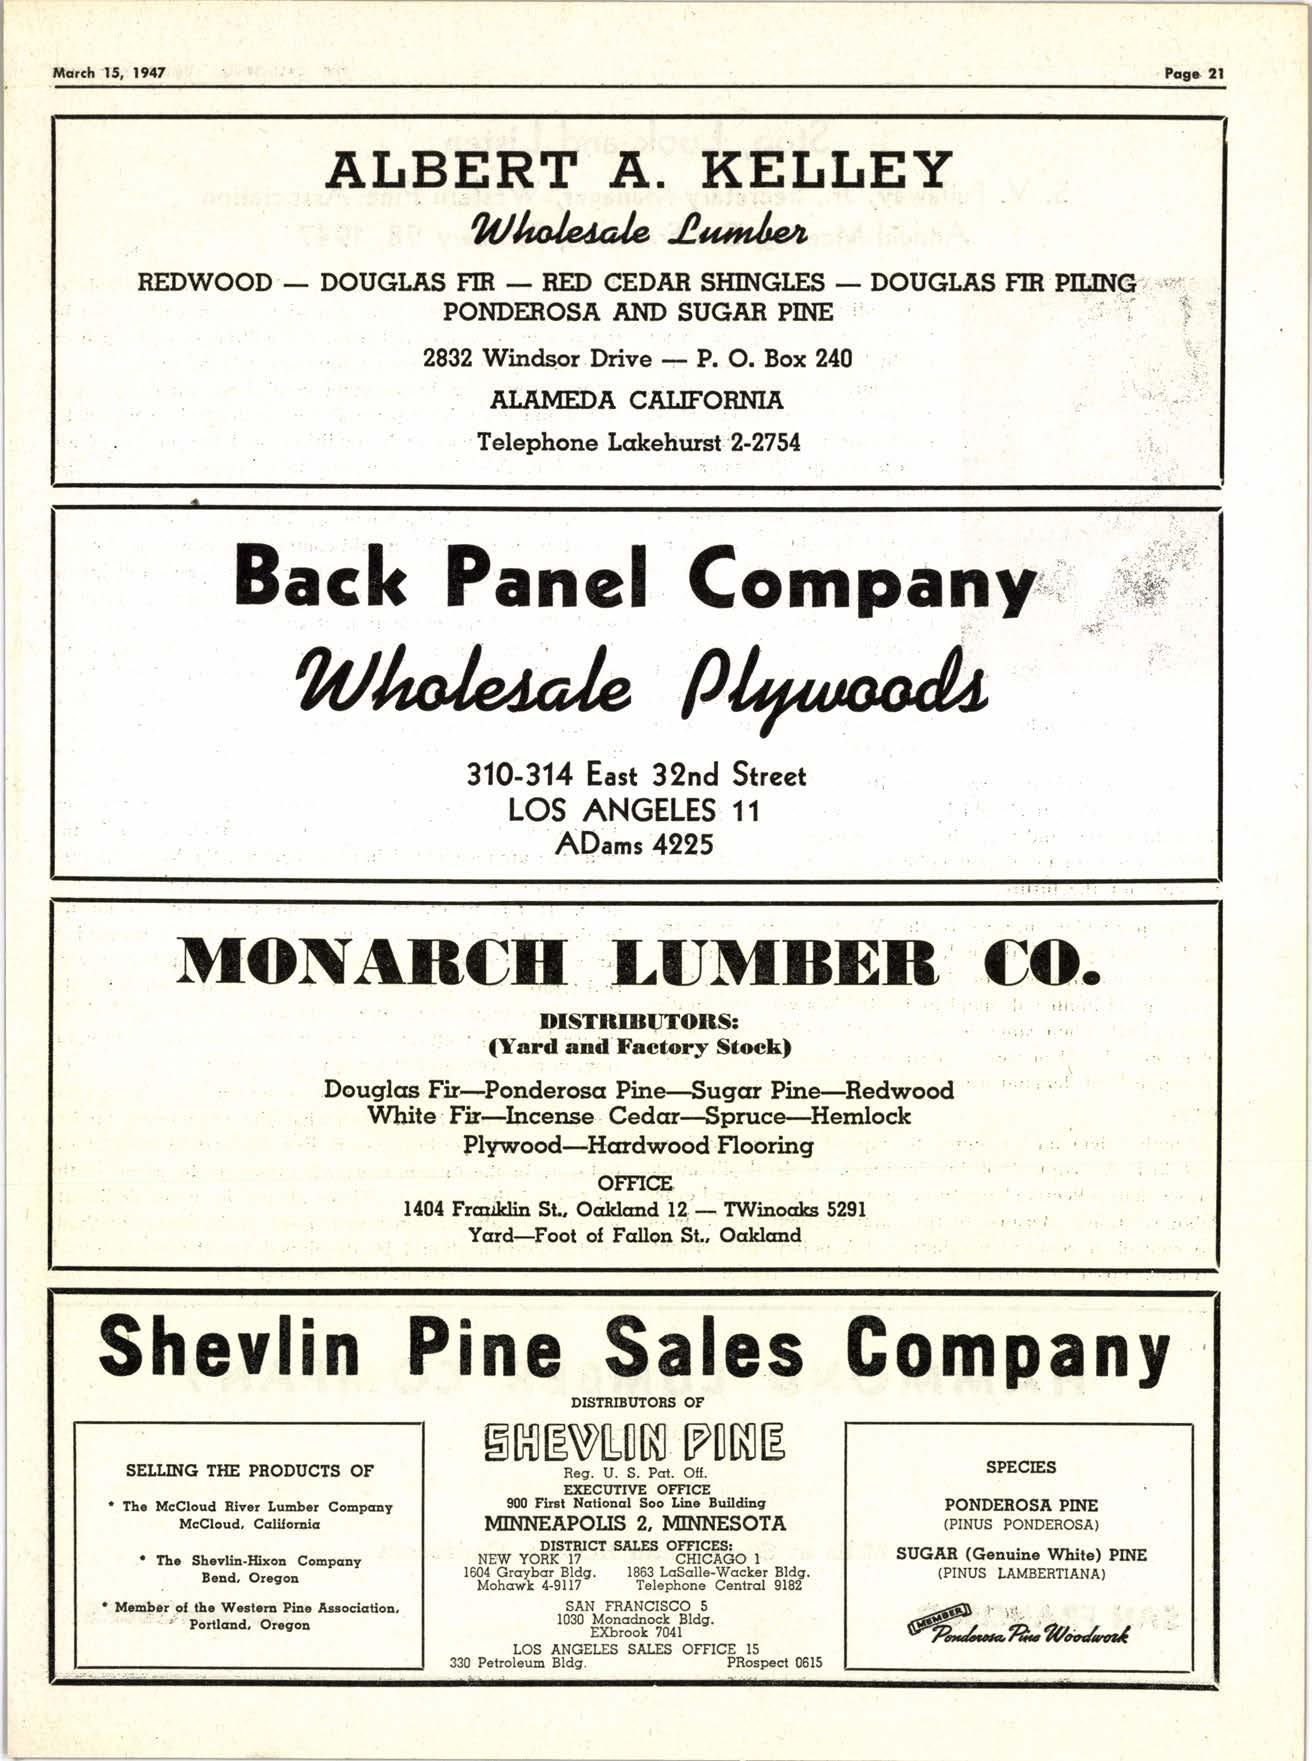 March 15, 1947
Page 21
ALBERT A. KELLEY
Wholesale Lumber
REDWOOD — DOUGLAS FIR — RED CEDAR SHINGLES — DOUGLAS FIR PILING
PONDEROSA AND SUGAR PINE
2832 Windsor Drive — P. O. Box 240
ALAMEDA CALIFORNIA
Telephone Lakehurst 2-2754
Back Panel Company
Wholesale Plywoods
310-314 East 32nd Street
LOS ANGELES 11
ADams 4225
MONARCH LUMBER CO.
DISTRIBUTORS:
(Yard and Factory Stock)
Douglas Fir—Ponderosa Pine—Sugar Pine—Redwood
White Fir—Incense Cedar—Spruce—Hemlock
Plywood—Hardwood Flooring
OFFICE
1404 Franklin St., Oakland 12 — TWinoaks 5291
Yard—Foot of Fallon St., Oakland
Shevlin Pine Sales Company
DISTRIBUTORS OF
SHEVLIN PINE
Reg. U. S. Pat. Off.
EXECUTIVE OFFICE
900 First National Soo Line Building
MINNEAPOLIS 2, MINNESOTA
DISTRICT SALES OFFICES:
NEW YORK 17 CHICAGO 1
1604 Graybar Bldg. 1863 LaSalle-Wacker Bldg.
Mohawk 4-9117 Telephone Central 9182
SAN FRANCISCO 5
1030 Monadnock Bldg.
EXbrook 7041
LOS ANGELES SALES OFFICE 15
330 Petroleum Bldg. PRospect 0615
SELLING THE PRODUCTS OF
* The McCloud River Lumber Company
McCloud, California
* The Shevlin-Hixon Company
Bend, Oregon
* Member of the Western Pine Association,
Portland, Oregon
SPECIES
PONDEROSA PINE
(PINUS PONDEROSA)
SUGAR (Genuine White) PINE
(PINUS LAMBERTIANA)
MEMBER
Ponderosa Pine Woodwork